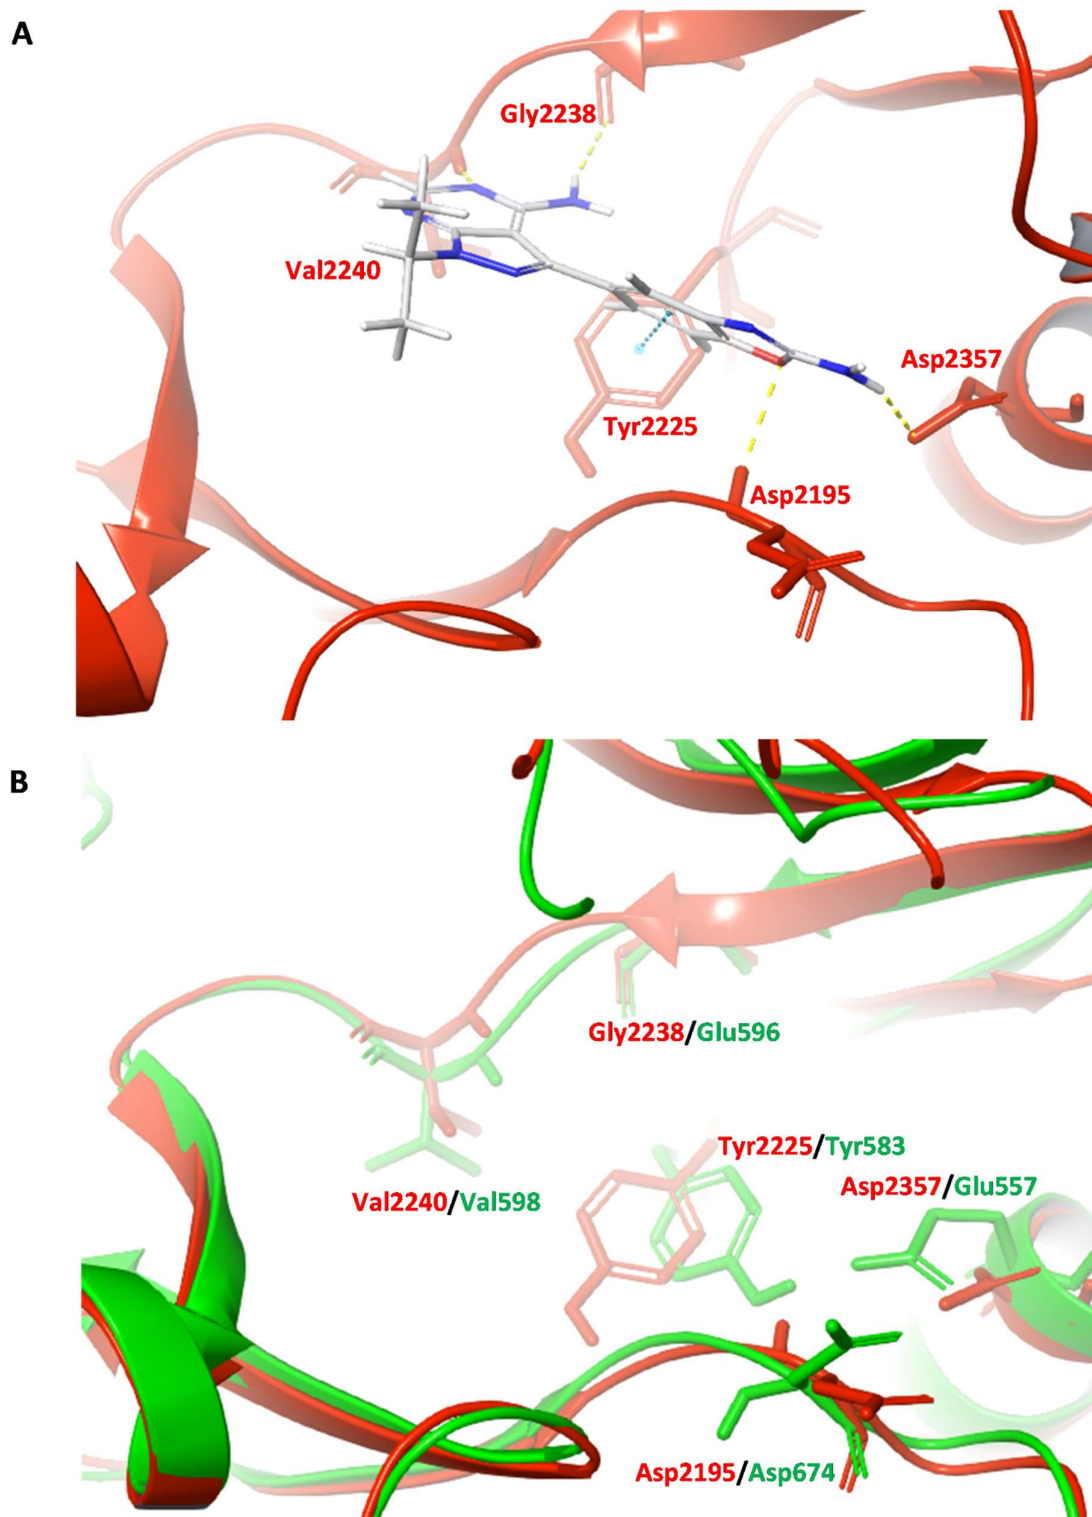 A
Gly2238
Val2240
Asp2357
Tyr2225
Asp2195
B
Gly2238/Glu596
Tyr2225/Tyr583
Asp2357/Glu557
Val2240/Val598
Asp2195/Asp674